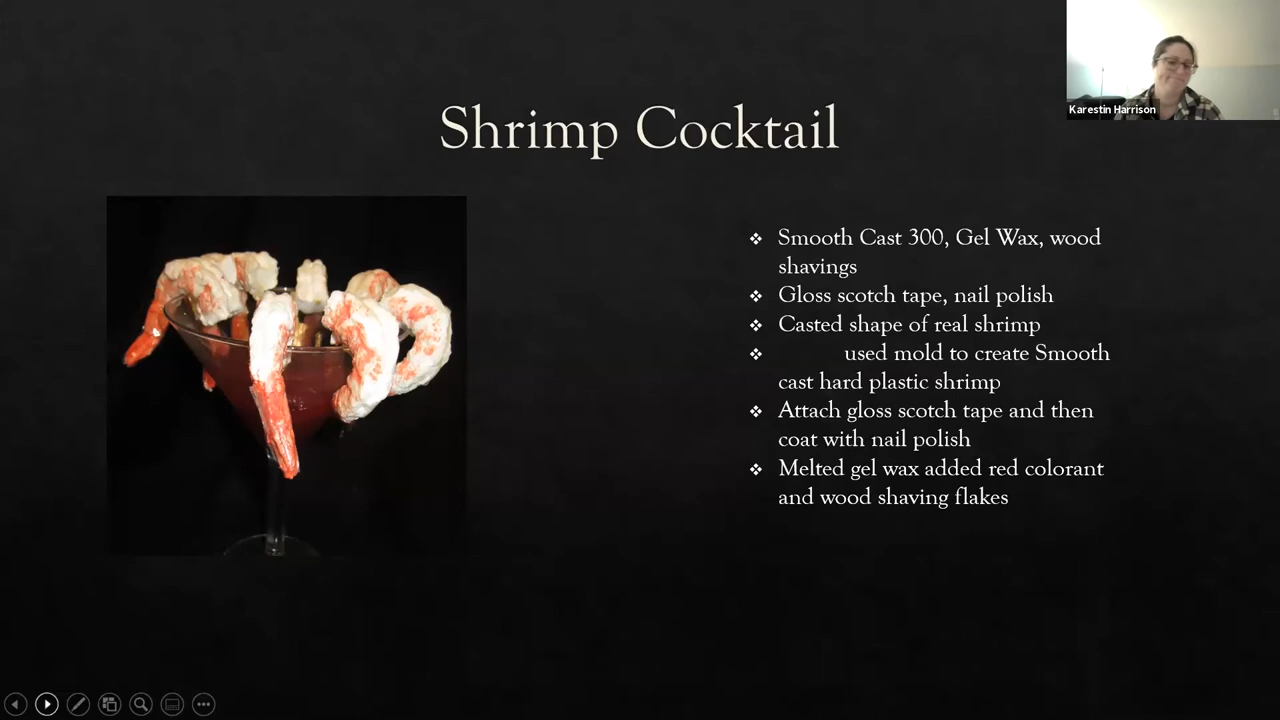 Karestin Harrison
Shrimp Cocktail
Smooth Cast 300, Gel Wax, wood
shavings
Gloss scotch tape, nail polish
Casted shape of real shrimp
used mold to create Smooth
cast hard plastic shrimp
Attach gloss scotch tape and then
coat with nail polish
Melted gel wax added red colorant
and wood shaving flakes